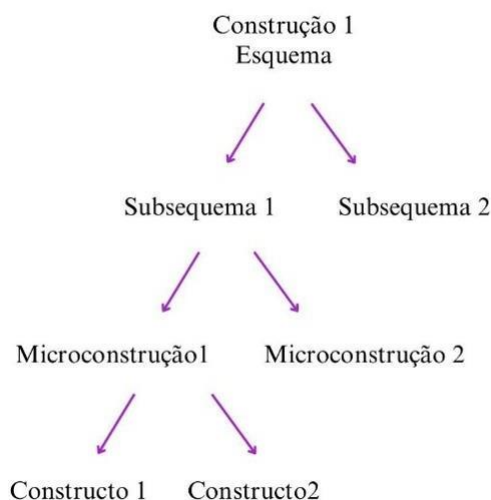 Construção 1
Esquema
Subsequema 1 Subsequema 2
Microconstrução1 Microconstrução 2
Constructo 1 Constructo2